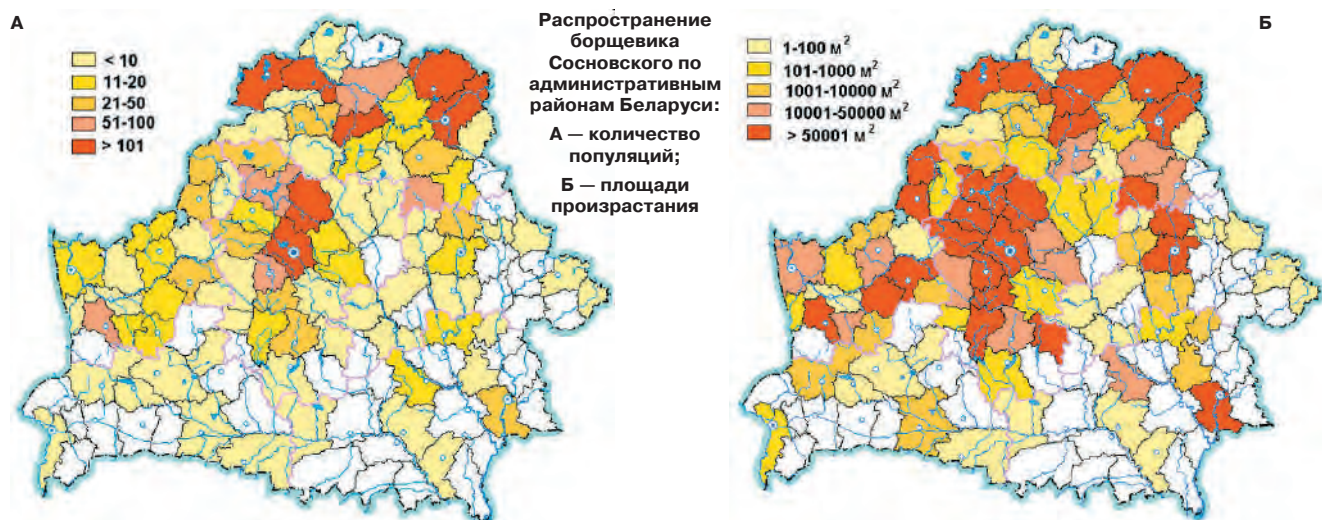 А
< 10
11-20
21-50
51-100
> 101
Распространение
борщевика
Сосновского по
административным
районам Беларуси:
А — количество
популяций;
Б — площади
произрастания
Б
1-100 м²
101-1000 м²
1001-10000 м²
10001-50000 м²
> 50001 м²